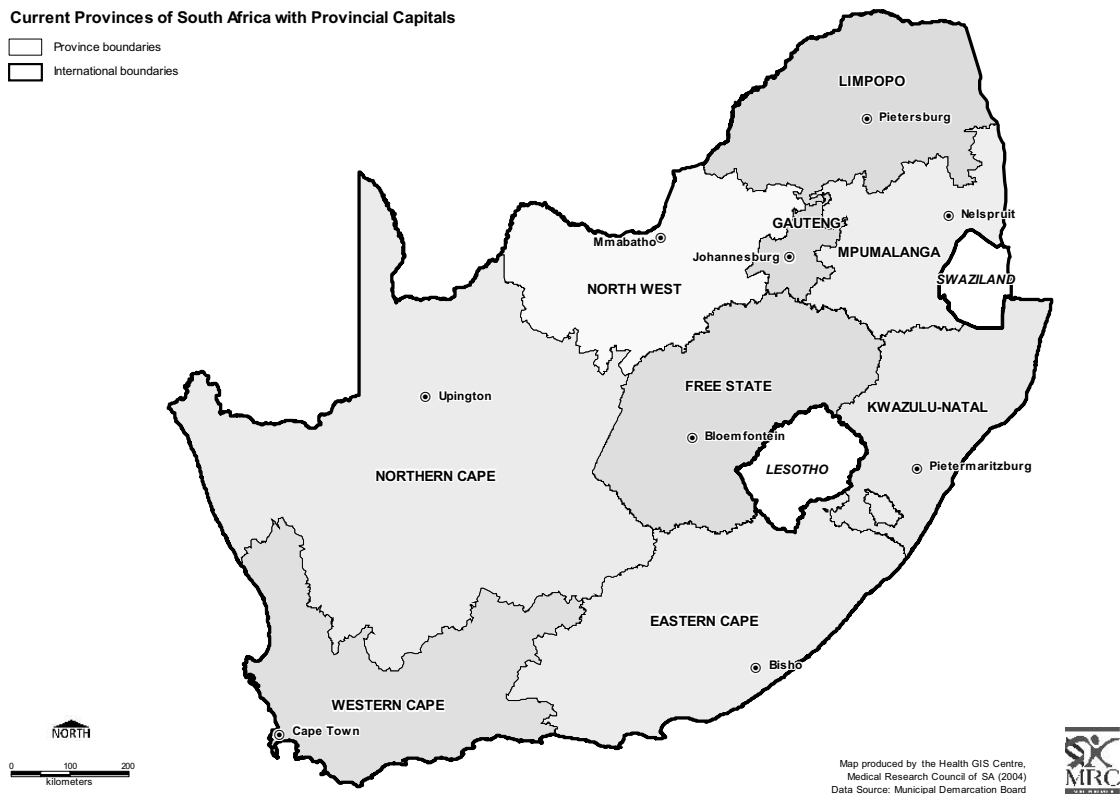 Current Provinces of South Africa with Provincial Capitals
Province boundaries
International boundaries
LIMPOPO
Pietersburg
Nelspruit
GAUTENG
Mmabatho
MPUMALANGA
Johannesburg
SWAZILAND
NORTH WEST
FREE STATE
Upington
KWAZULU-NATAL
Bloemfontein
LESOTHO
Pietermaritzburg
NORTHERN CAPE
EASTERN CAPE
Bisho
WESTERN CAPE
Cape Town
NORTH
0 100 200
kilometers
Map produced by the Health GIS Centre,
Medical Research Council of SA (2004)
Data Source: Municipal Demarcation Board
MRC